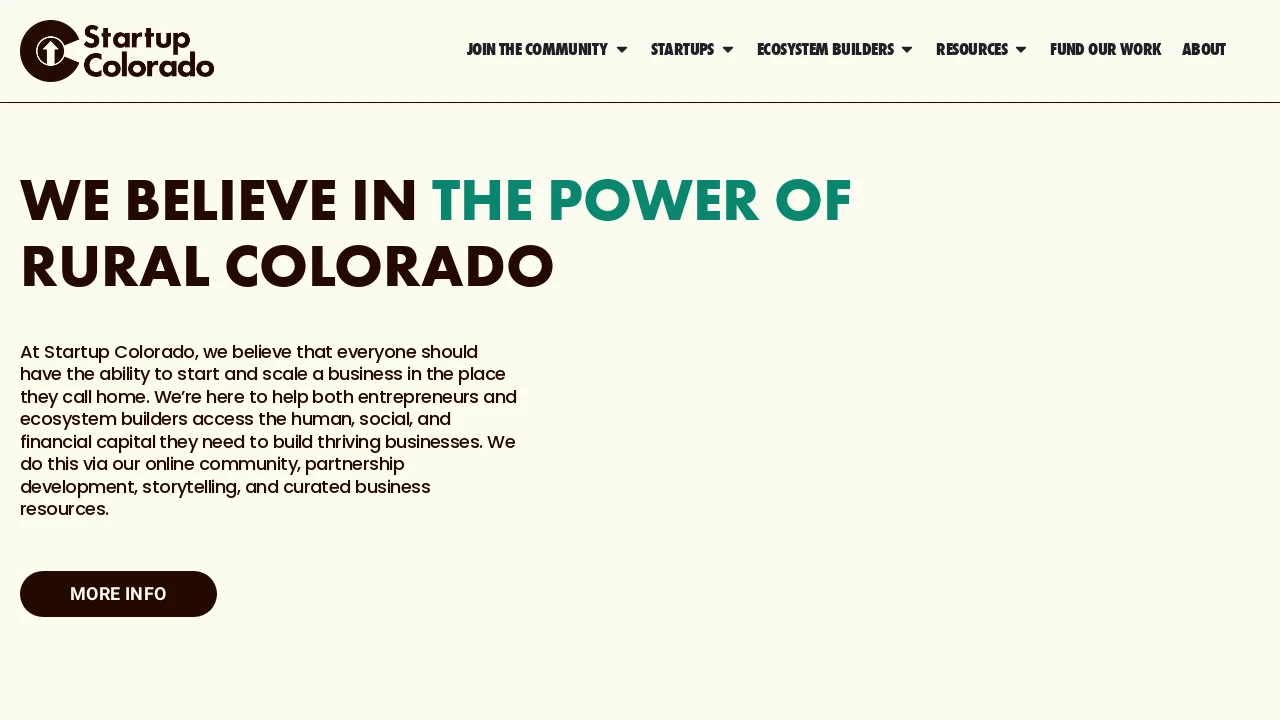 Startup
Colorado
JOIN THE COMMUNITY
STARTUPS
ECOSYSTEM BUILDERS
RESOURCES
FUND OUR WORK
ABOUT
WE BELIEVE IN THE POWER OF
RURAL COLORADO
At Startup Colorado, we believe that everyone should
have the ability to start and scale a business in the place
they call home. We’re here to help both entrepreneurs and
ecosystem builders access the human, social, and
financial capital they need to build thriving businesses. We
do this via our online community, partnership
development, storytelling, and curated business
resources.
MORE INFO